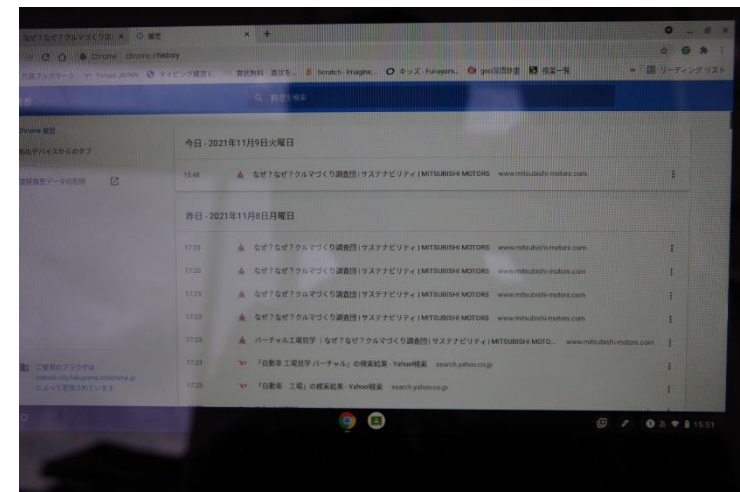 なぜ?なぜ?クルマづくり調 × 履歴 × +
Chrome chrome://history
Yahoo! JAPAN タイピング練習 賞状無料 賞状を... Scratch - Imagine,... キッズ - Fukuyama... goo国語辞書 授業一覧 » リーディング リスト
履歴を検索
Chrome 履歴
のデバイスからのタブ
閲覧履歴データの削除
今日 - 2021年11月9日火曜日
15:48 なぜ?なぜ?クルマづくり調査団 | サステナビリティ | MITSUBISHI MOTORS www.mitsubishi-motors.com
昨日 - 2021年11月8日月曜日
17:23 なぜ?なぜ?クルマづくり調査団 | サステナビリティ | MITSUBISHI MOTORS www.mitsubishi-motors.com
17:23 なぜ?なぜ?クルマづくり調査団 | サステナビリティ | MITSUBISHI MOTORS www.mitsubishi-motors.com
17:23 なぜ?なぜ?クルマづくり調査団 | サステナビリティ | MITSUBISHI MOTORS www.mitsubishi-motors.com
17:23 なぜ?なぜ?クルマづくり調査団 | サステナビリティ | MITSUBISHI MOTORS www.mitsubishi-motors.com
17:23 バーチャル工場見学 | なぜ?なぜ?クルマづくり調査団 | サステナビリティ | MITSUBISHI MOTO... www.mitsubishi-motors.com
17:23 「自動車 工場見学 バーチャル」の検索結果 - Yahoo!検索 search.yahoo.co.jp
17:23 「自動車 工場」の検索結果 - Yahoo!検索 search.yahoo.co.jp
ご使用のブラウザは
によって管理されています
15:51